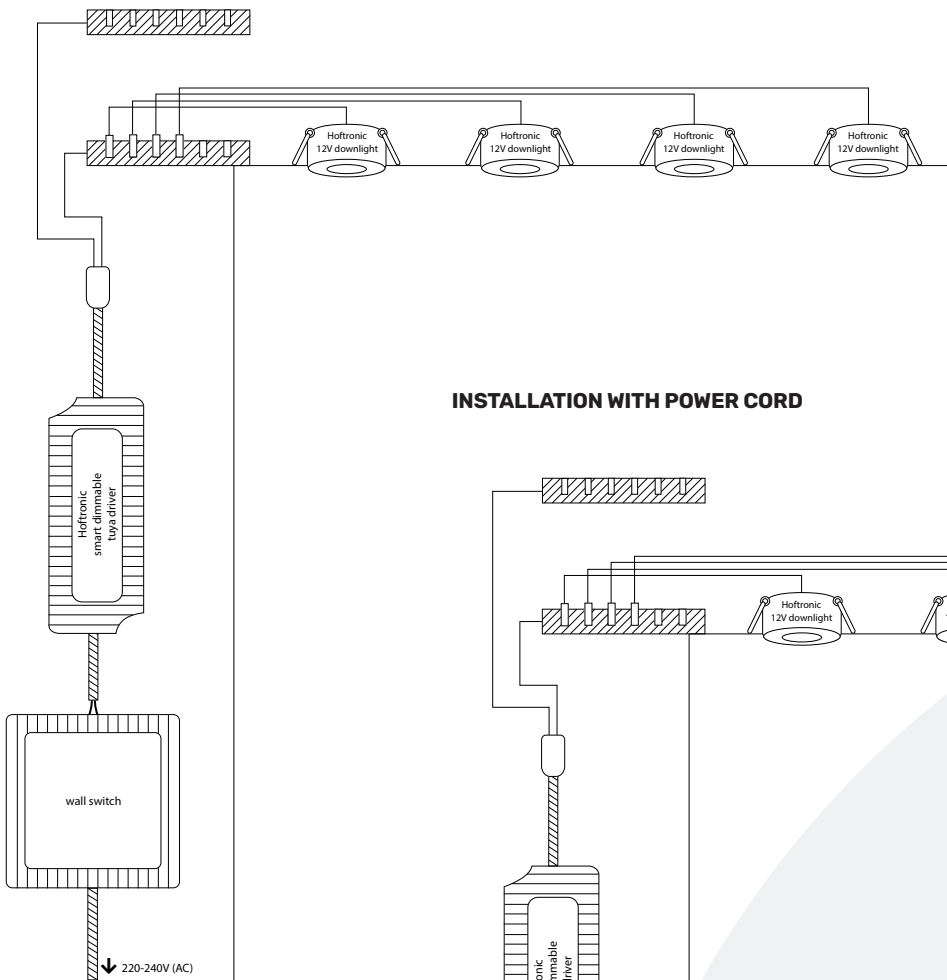 Hoftronic
12V downlight
Hoftronic
12V downlight
Hoftronic
12V downlight
Hoftronic
12V downlight
INSTALLATION WITH POWER CORD
Hoftronic
smart dimmable
tuya driver
Hoftronic
12V downlight
wall switch
220-240V (AC)